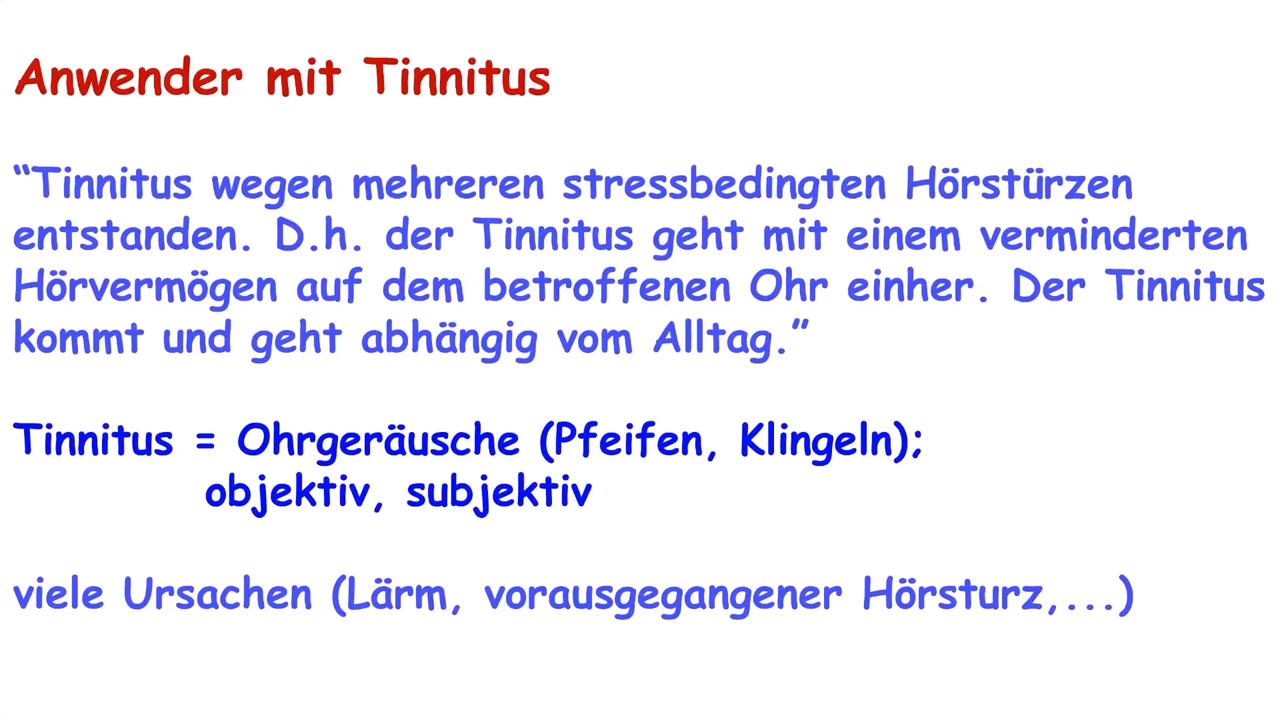 Anwender mit Tinnitus
“Tinnitus wegen mehreren stressbedingten Hörstürzen
entstanden. D.h. der Tinnitus geht mit einem verminderten
Hörvermögen auf dem betroffenen Ohr einher. Der Tinnitus
kommt und geht abhängig vom Alltag.”
Tinnitus = Ohrgeräusche (Pfeifen, Klingeln);
objektiv, subjektiv
viele Ursachen (Lärm, vorausgegangener Hörsturz,...)